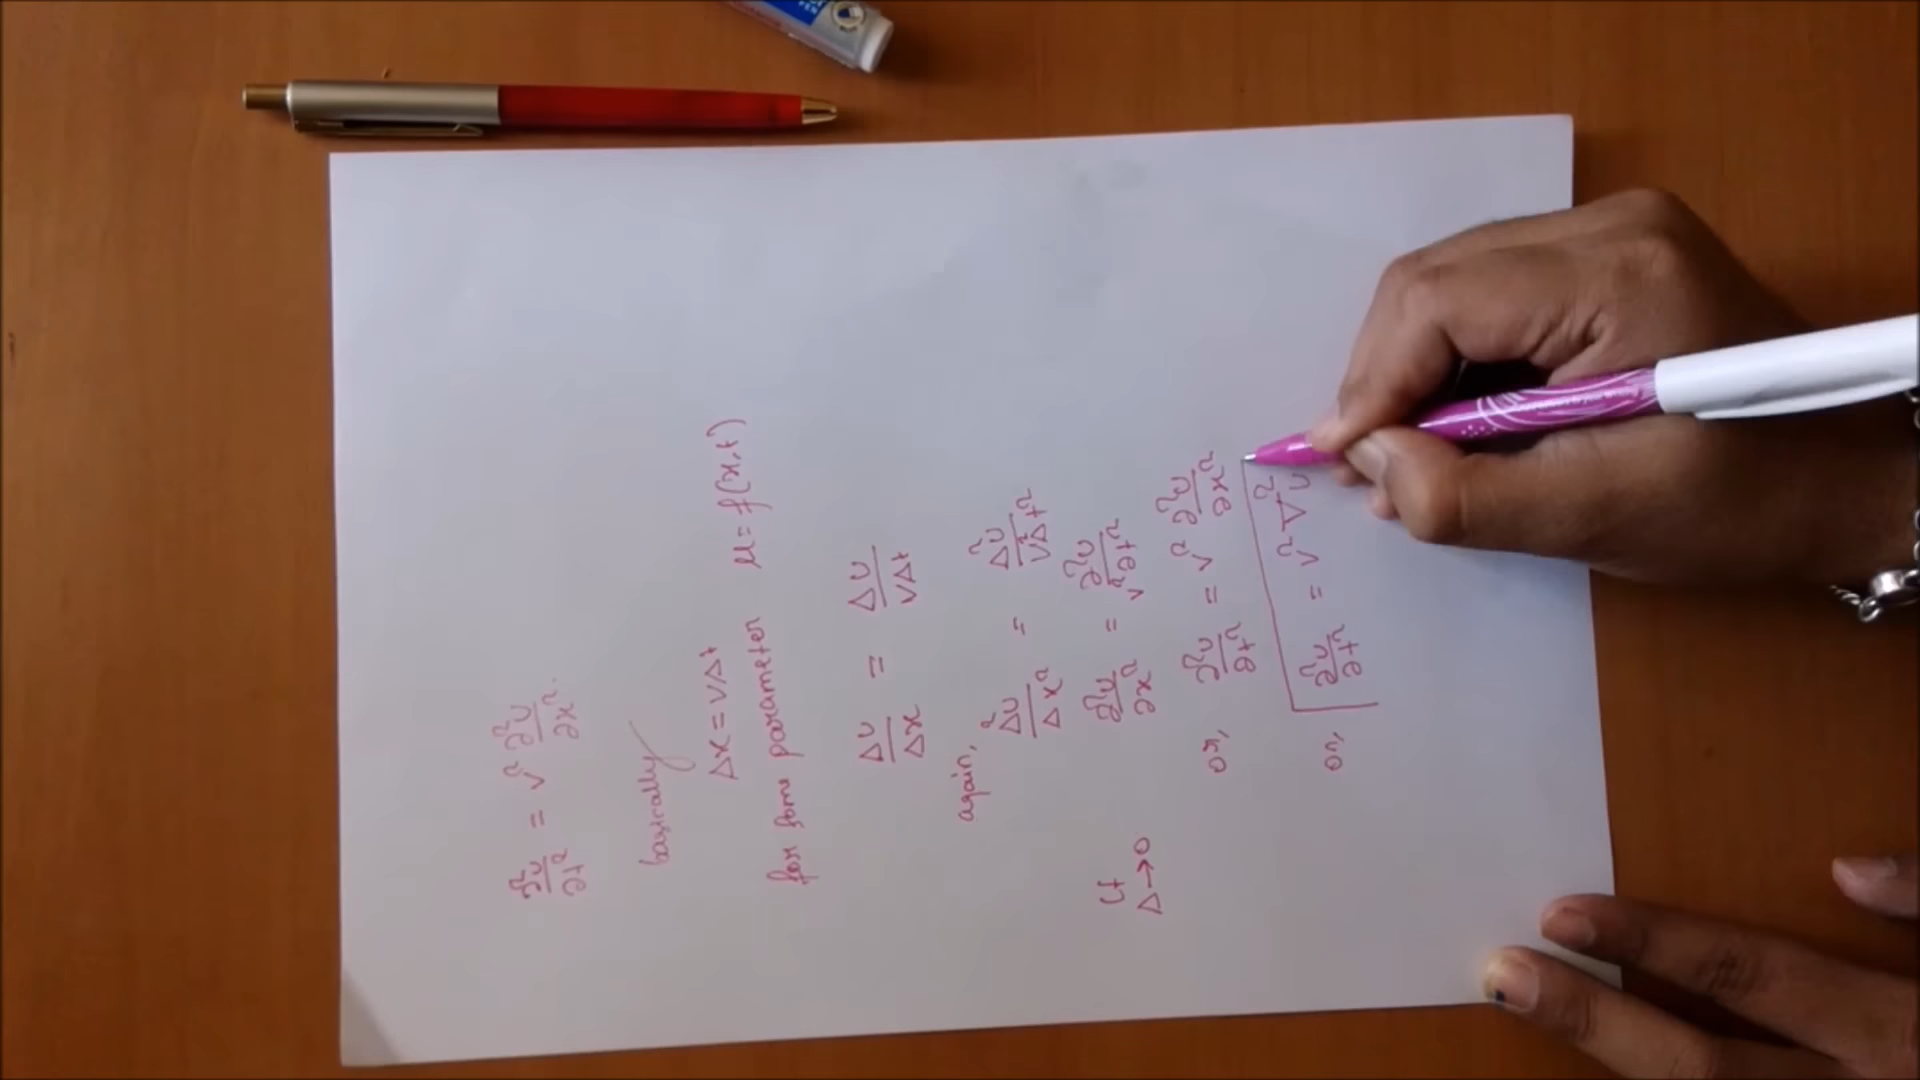 ∂²U/∂t² = v² ∂²U/∂x².
basically
Δx = vΔt
for some parameter u = f(x,t)
ΔU/Δx = ΔU/vΔt
again,
Δ²U/Δx² = Δ²U/v²Δt²
Lt Δ→0 ∂²U/∂x² = ∂²U/v²∂t²
or, ∂²U/∂t² = v² ∂²U/∂x²
or, ∂²U/∂t² = v² ∇²U
PEN